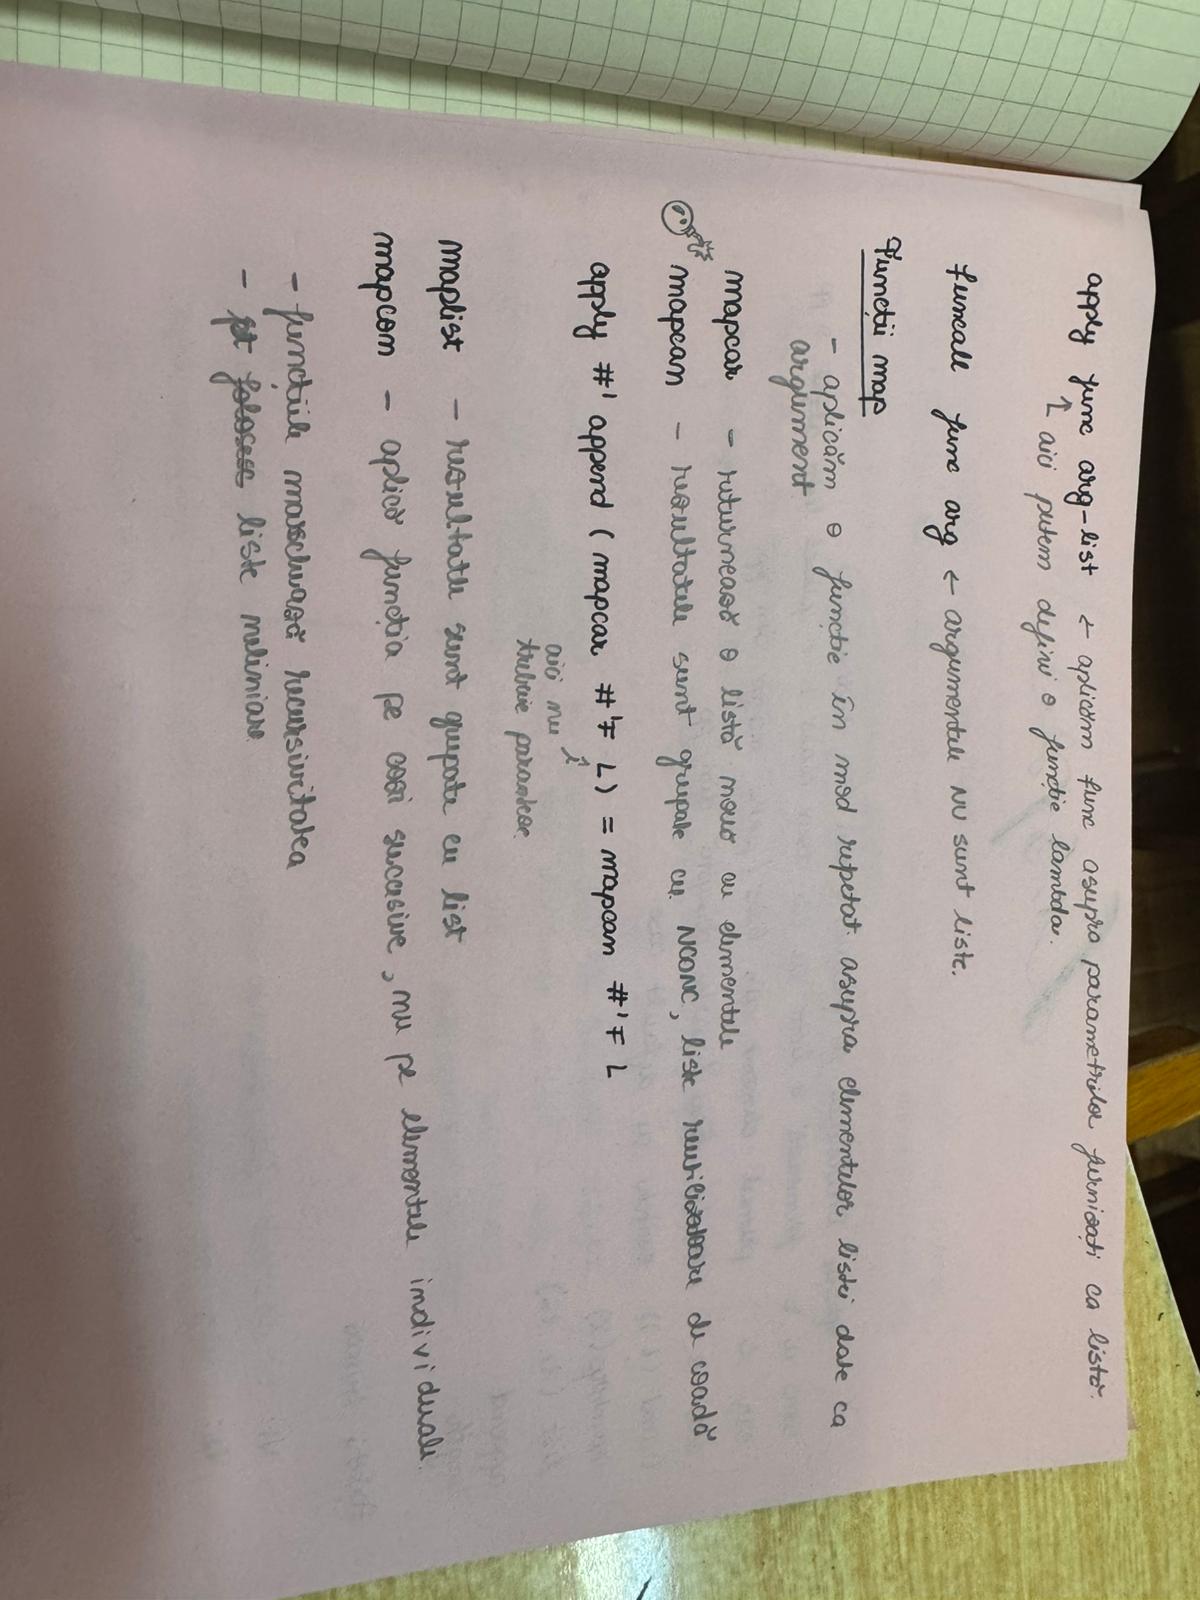 apply func arg-list ← aplicăm func asupra parametrilor furnizați ca listă.
↑ aici putem defini o funcție lambda.
funcall func arg ← argumentele NU sunt liste.
Funcții map
- aplicăm o funcție în mod repetat asupra elementelor listei date ca
argument
mapcar - returnează o listă nouă cu elementele
mapcan - rezultatele sunt grupate cu NCONC, liste reutilizatoare de coadă
apply #' append ( mapcar #'F L) = mapcan #'F L
aici nu
trebuie paranteze
maplist - rezultatele sunt grupate cu list
mapcon - aplică funcția pe cozi succesive, nu pe elementele individuale.
- funcțiile maschează recursivitatea
- pt folosesc liste neliniare